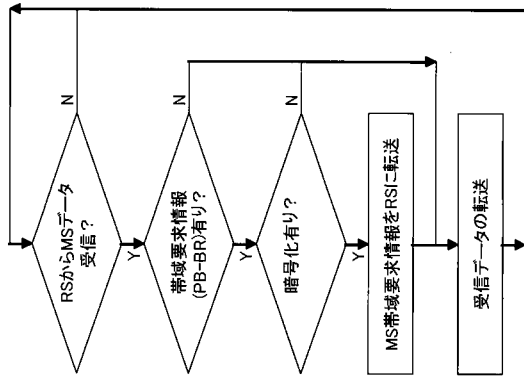 RSからMSデータ
受信？
N
Y
帯域要求情報
(PB-BR)有り？
N
Y
暗号化有り？
N
Y
MS帯域要求情報をRSに転送
受信データの転送